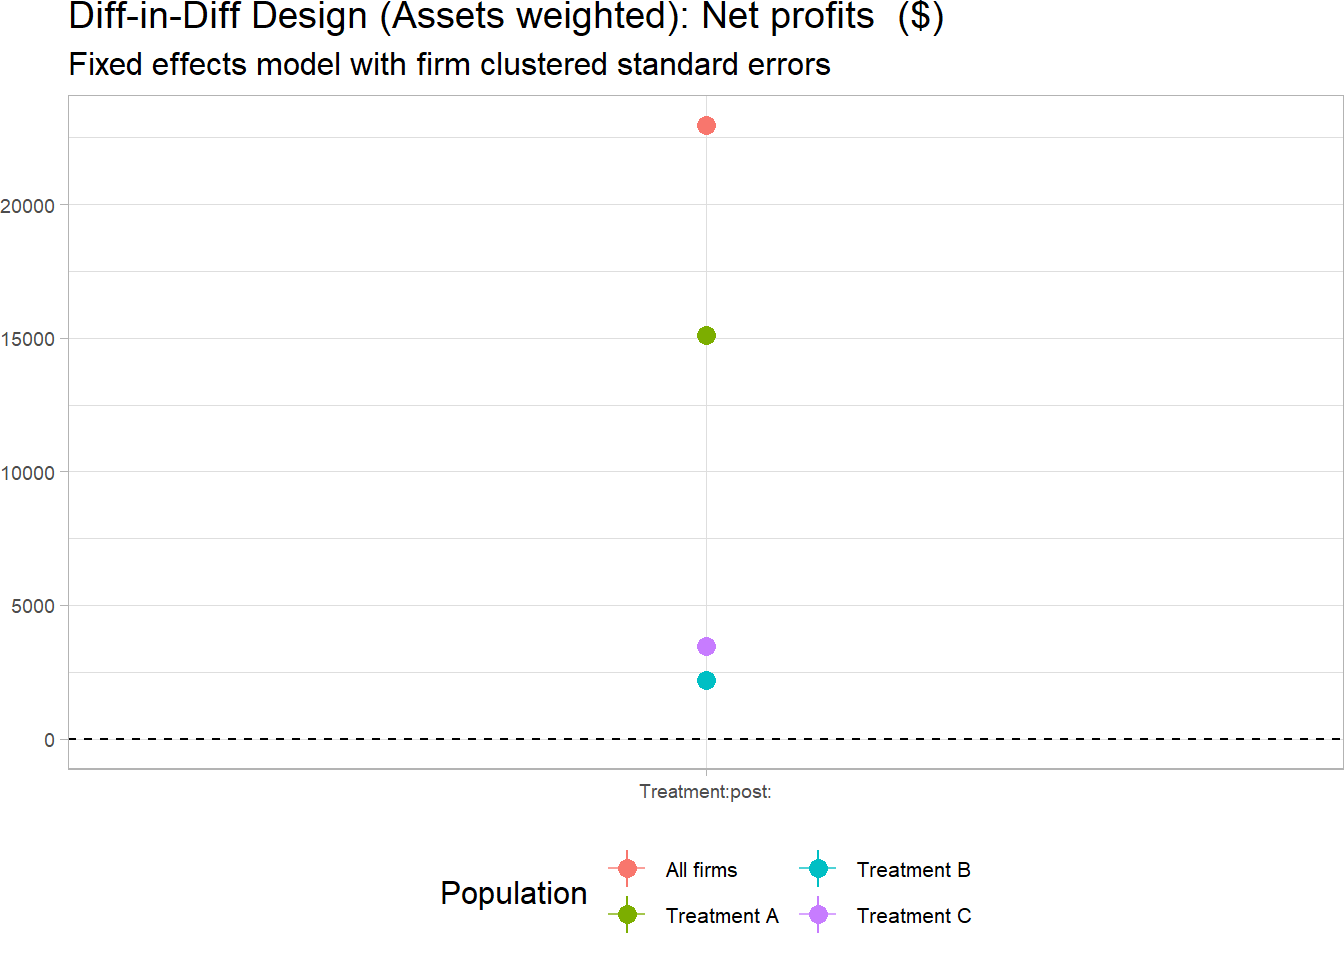 Diff-in-Diff Design (Assets weighted): Net profits  ($)
Fixed effects model with firm clustered standard errors
20000
15000
10000
5000
0
Treatment:post:
Population
All firms
Treatment A
Treatment B
Treatment C